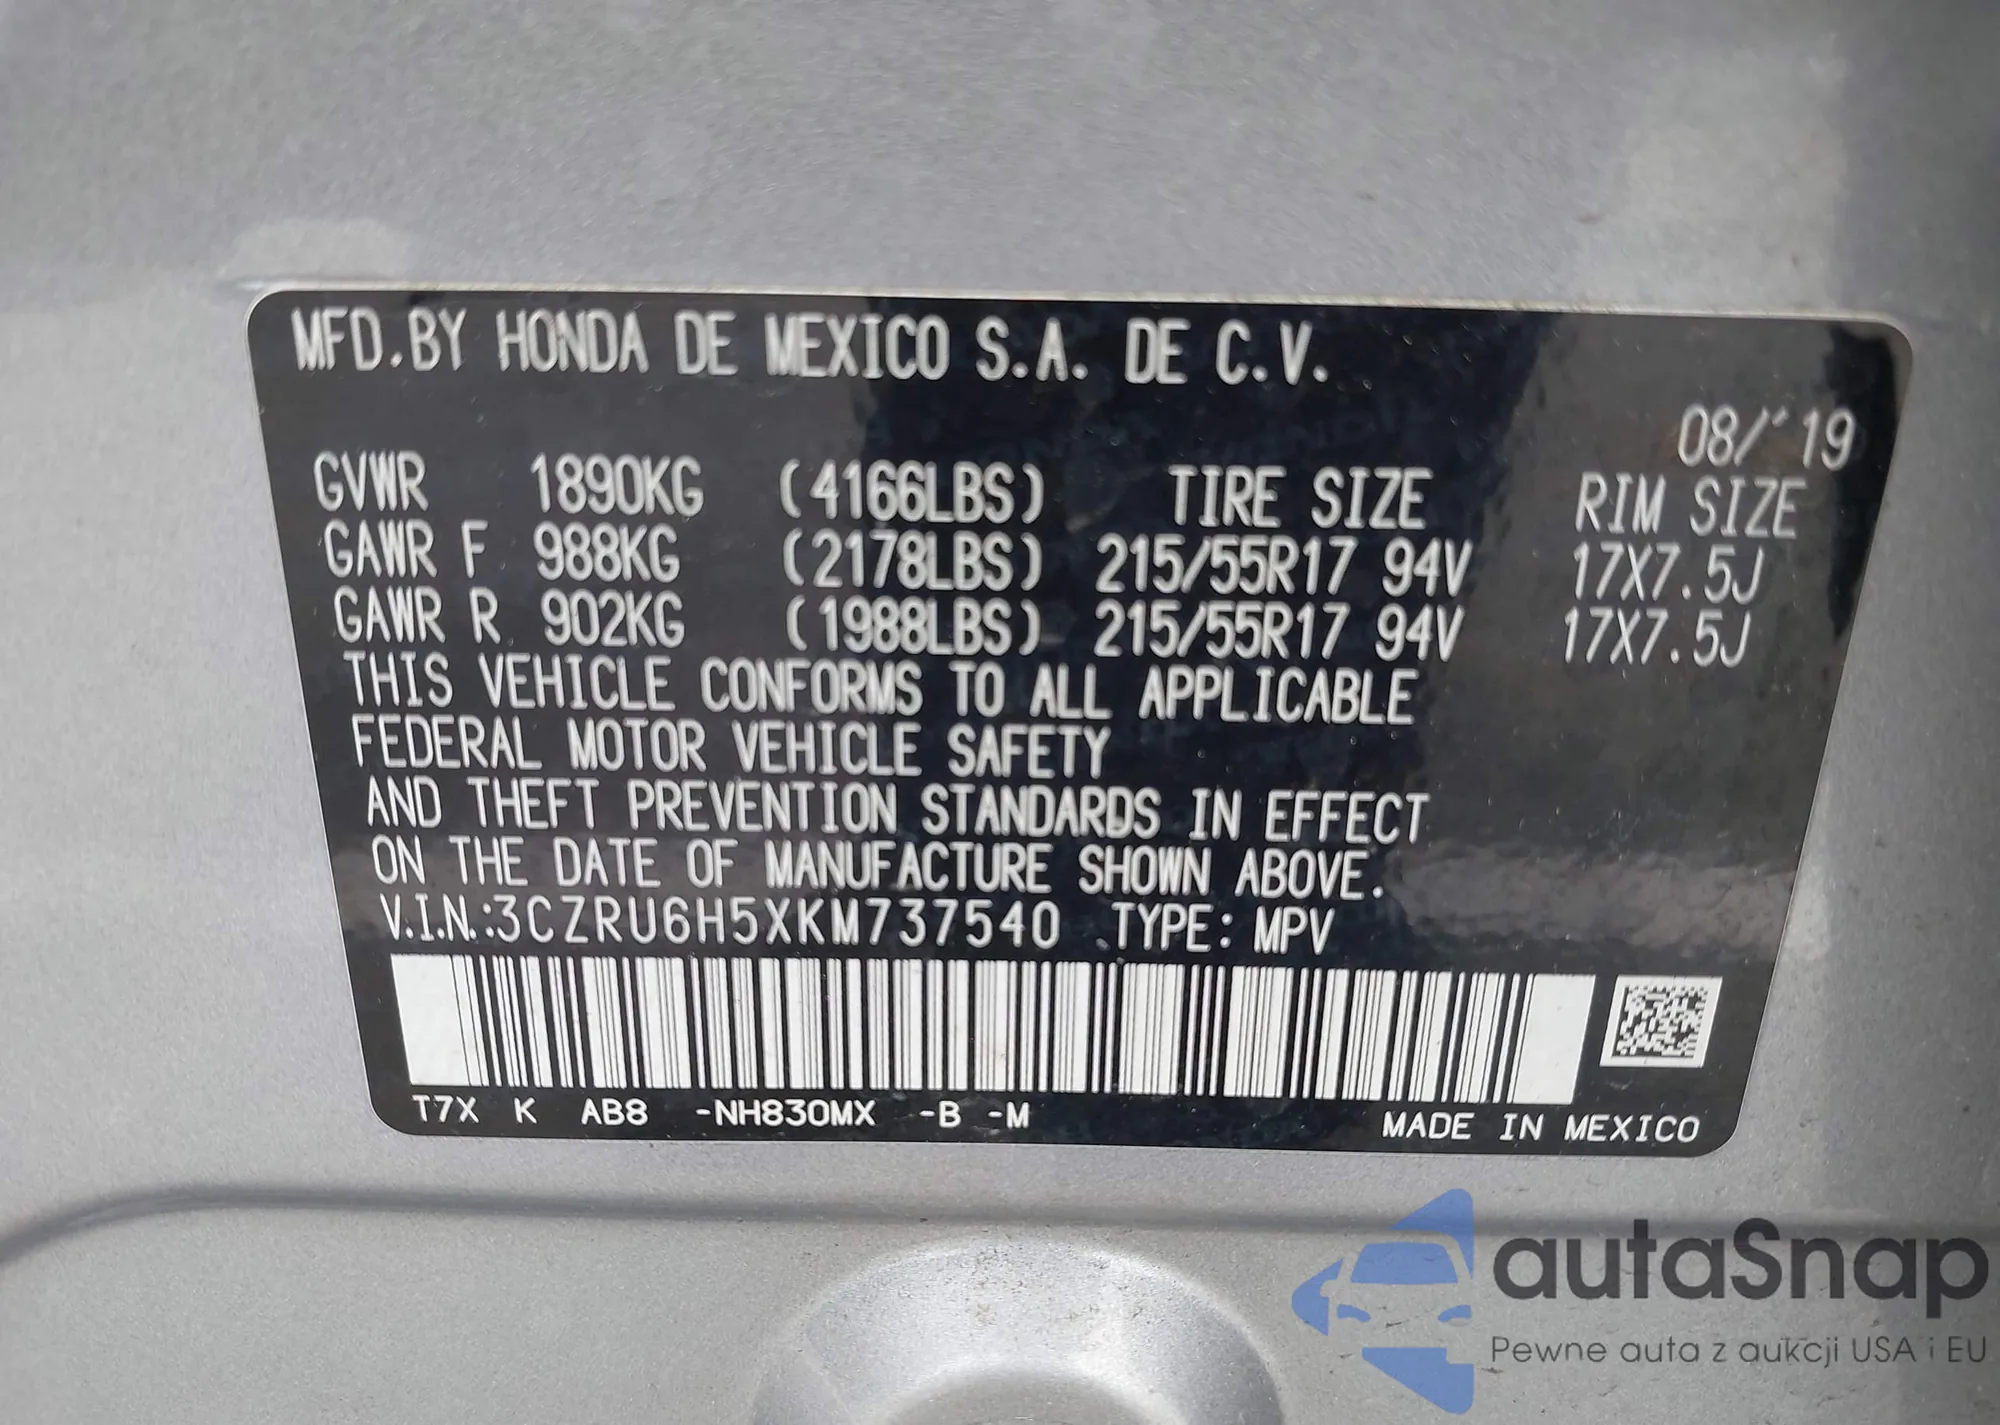 MFD.BY HONDA DE MEXICO S.A. DE C.V.
08/'19
GVWR 1890KG (4166LBS) TIRE SIZE RIM SIZE
GAWR F 988KG (2178LBS) 215/55R17 94V 17X7.5J
GAWR R 902KG (1988LBS) 215/55R17 94V 17X7.5J
THIS VEHICLE CONFORMS TO ALL APPLICABLE
FEDERAL MOTOR VEHICLE SAFETY
AND THEFT PREVENTION STANDARDS IN EFFECT
ON THE DATE OF MANUFACTURE SHOWN ABOVE.
V.I.N.:3CZRU6H5XKM737540 TYPE: MPV
T7X K AB8 -NH830MX -B -M MADE IN MEXICO
autaSnap
Pewne auta z aukcji USA i EU